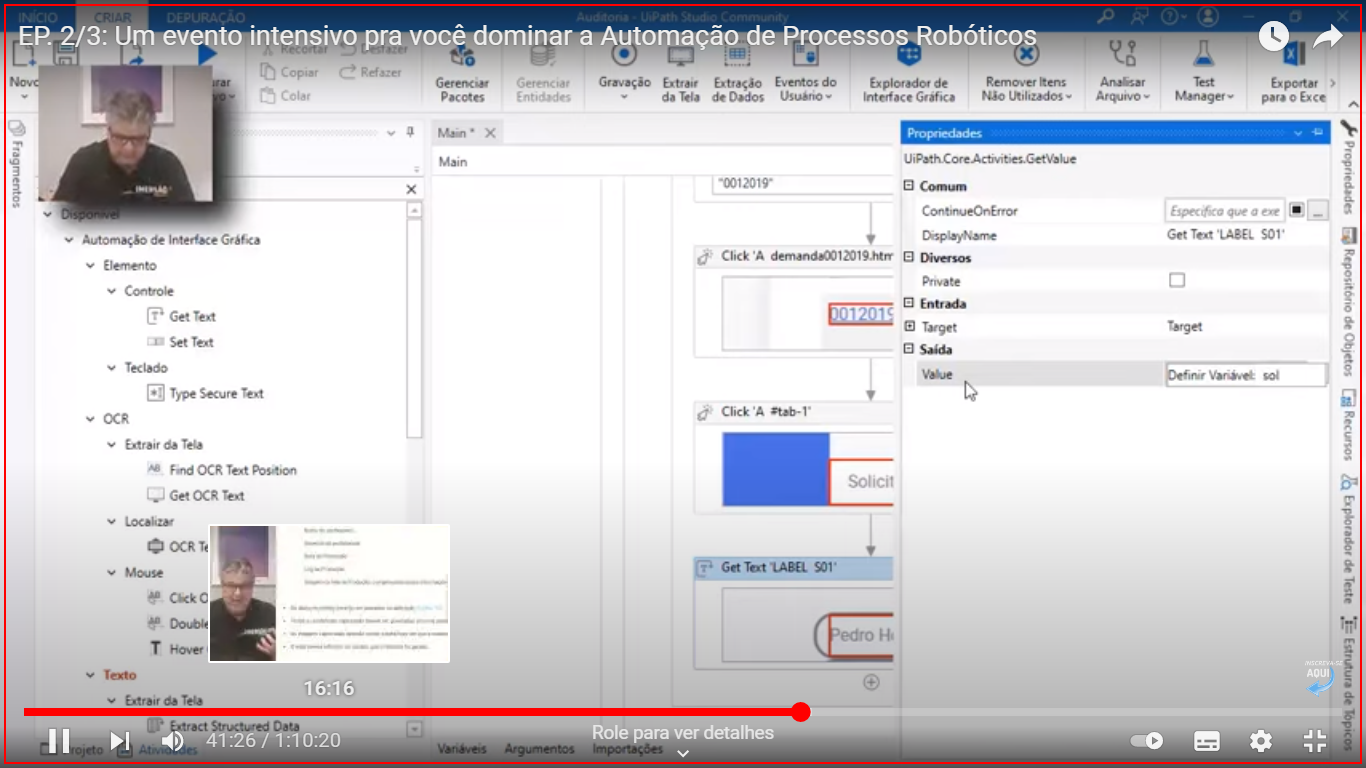 INÍCIO CRIAR DEPURAÇÃO
Auditoria - UiPath Studio Community
EP. 2/3: Um evento intensivo pra você dominar a Automação de Processos Robóticos
Novo
Recortar Desfazer
Copiar Refazer
Colar
Gerenciar Pacotes
Gerenciar Entidades
Gravação
Extrair da Tela
Extração de Dados
Eventos do Usuário
Explorador de Interface Gráfica
Remover Itens Não Utilizados
Analisar Arquivo
Test Manager
Exportar para o Exce
Fragmentos
Main *
Main
Disponível
Automação de Interface Gráfica
Elemento
Controle
Get Text
Set Text
Teclado
Type Secure Text
OCR
Extrair da Tela
Find OCR Text Position
Get OCR Text
Localizar
OCR Te
Mouse
Click O
Double
Hover
Texto
Extrair da Tela
Extract Structured Data
"0012019"
Click 'A demanda0012019.htm
0012019
Click 'A #tab-1'
Solicit
Get Text 'LABEL S01'
Pedro He
Propriedades
UiPath.Core.Activities.GetValue
Comum
ContinueOnError Especifica que a exe ...
DisplayName Get Text 'LABEL S01'
Diversos
Private
Entrada
Target Target
Saída
Value Definir Variável: sol
Propriedades
Repositório de Objetos
Recursos
Explorador de Teste
Estrutura de Tópicos
INSCREVA-SE
AQUI
16:16
41:26 / 1:10:20
Projeto Atividades
Variáveis Argumentos Importações
Role para ver detalhes